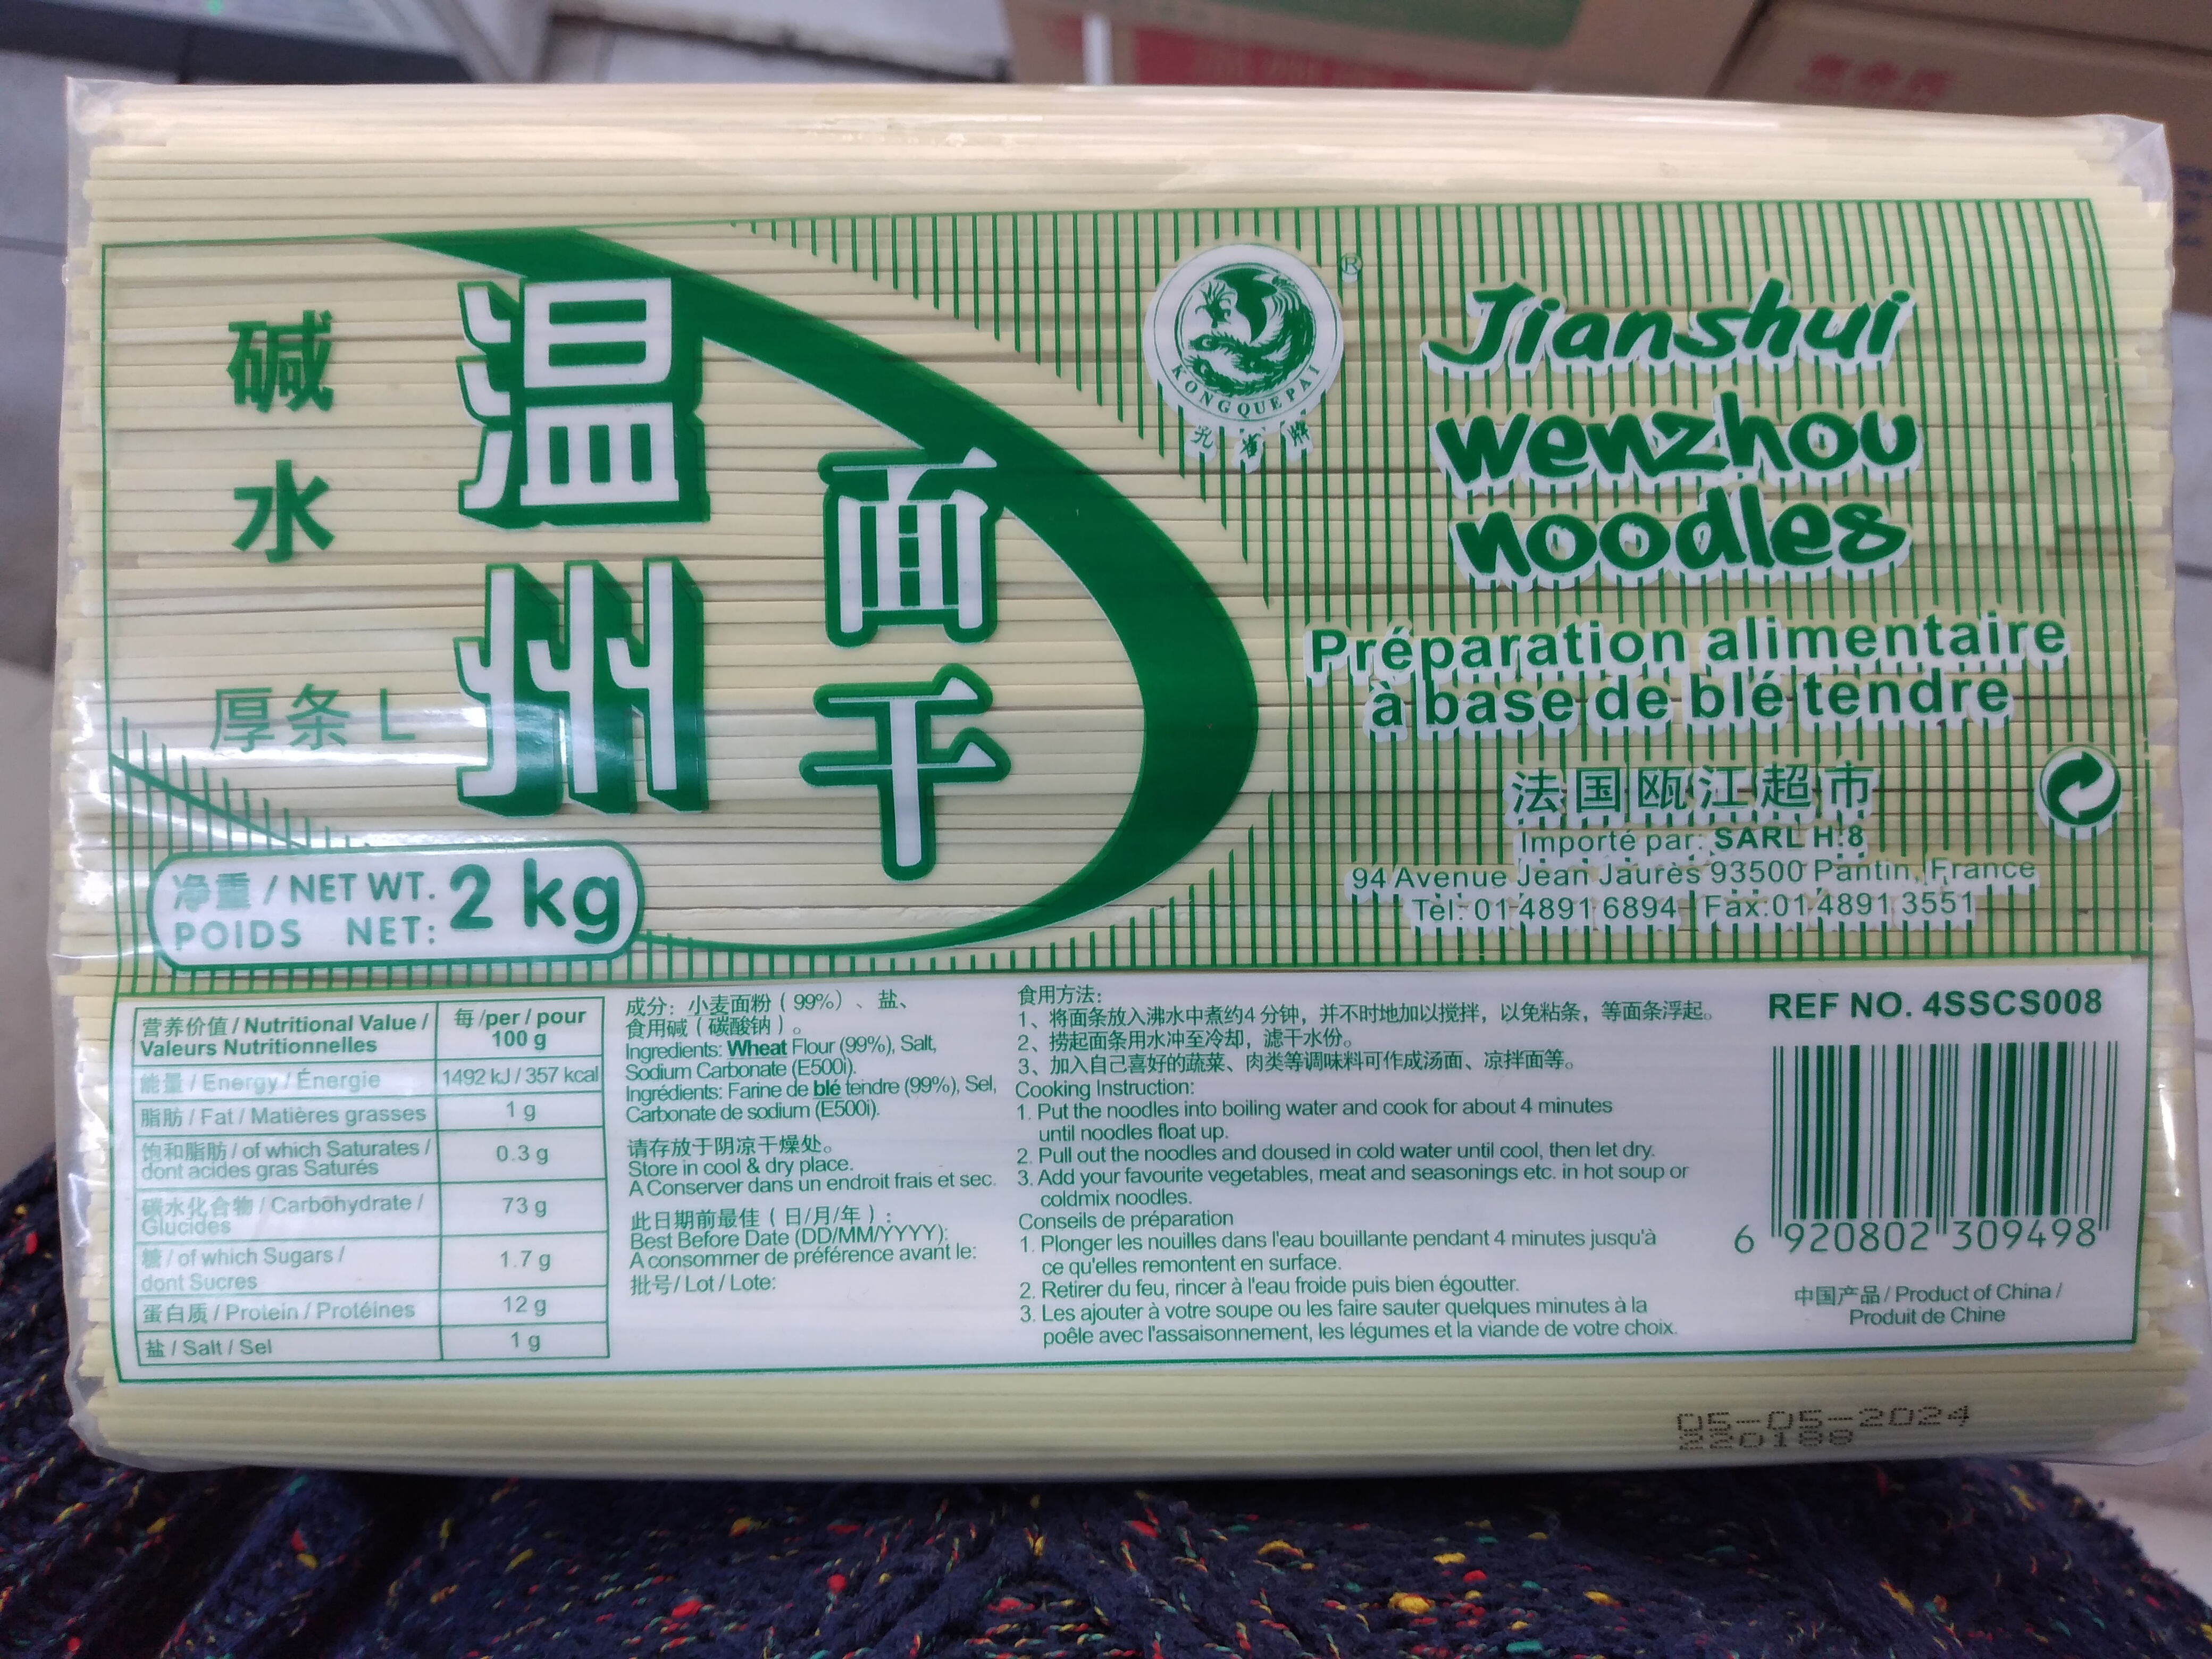 碱水
温州
面干
厚条 L
净重 / NET WT.
POIDS NET: 2 kg
®
KONG QUE PAI
孔雀牌
Jianshui
wenzhou
noodles
Préparation alimentaire
à base de blé tendre
法国瓯江超市
Importé par: SARL H.8
94 Avenue Jean Jaurès 93500 Pantin, France
Tel: 01 4891 6894 Fax:01 4891 3551
营养价值 / Nutritional Value /
Valeurs Nutritionnelles
每 /per / pour
100 g
能量 / Energy / Énergie
1492 kJ / 357 kcal
脂肪 / Fat / Matières grasses
1 g
饱和脂肪 / of which Saturates /
dont acides gras Saturés
0.3 g
碳水化合物 / Carbohydrate /
Glucides
73 g
糖 / of which Sugars /
dont Sucres
1.7 g
蛋白质 / Protein / Protéines
12 g
盐 / Salt / Sel
1 g
成分：小麦面粉（99%）、盐、
食用碱（碳酸钠）。
Ingredients: Wheat Flour (99%), Salt,
Sodium Carbonate (E500i).
Ingrédients: Farine de blé tendre (99%), Sel,
Carbonate de sodium (E500i).
请存放于阴凉干燥处。
Store in cool & dry place.
A Conserver dans un endroit frais et sec.
此日期前最佳（日/月/年）:
Best Before Date (DD/MM/YYYY):
A consommer de préférence avant le:
批号/ Lot / Lote:
食用方法:
1、将面条放入沸水中煮约4 分钟，并不时地加以搅拌，以免粘条，等面条浮起。
2、捞起面条用水冲至冷却，滤干水份。
3、加入自己喜好的蔬菜、肉类等调味料可作成汤面、凉拌面等。
Cooking Instruction:
1. Put the noodles into boiling water and cook for about 4 minutes
until noodles float up.
2. Pull out the noodles and doused in cold water until cool, then let dry.
3. Add your favourite vegetables, meat and seasonings etc. in hot soup or
coldmix noodles.
Conseils de préparation
1. Plonger les nouilles dans l'eau bouillante pendant 4 minutes jusqu'à
ce qu'elles remontent en surface.
2. Retirer du feu, rincer à l'eau froide puis bien égoutter.
3. Les ajouter à votre soupe ou les faire sauter quelques minutes à la
poêle avec l'assaisonnement, les légumes et la viande de votre choix.
REF NO. 4SSCS008
6 920802 309498
中国产品 / Product of China /
Produit de Chine
05-05-2024
220188